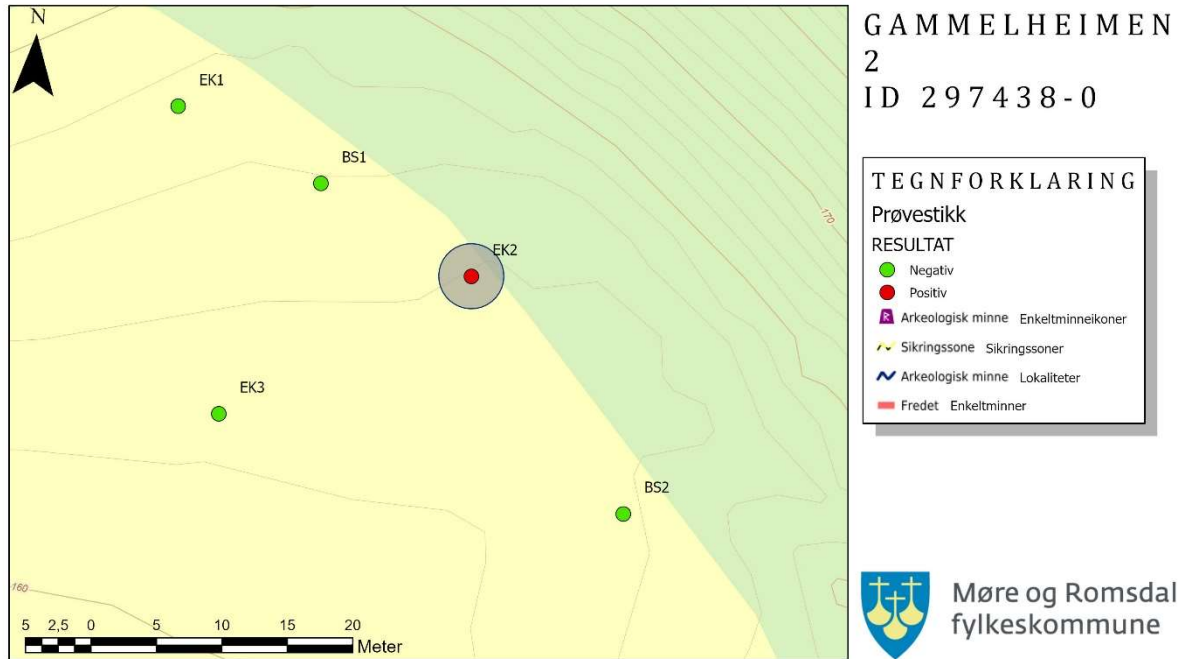 N
EK1
BS1
EK2
EK3
BS2
170
160
5 2,5 0 5 10 15 20
Meter
GAMMELHEIMEN
2
ID 297438-0
TEGNFORKLARING
Prøvestikk
RESULTAT
Negativ
Positiv
R Arkeologisk minne Enkeltminneikoner
Sikringssone Sikringssoner
Arkeologisk minne Lokaliteter
Fredet Enkeltminner
Møre og Romsdal
fylkeskommune